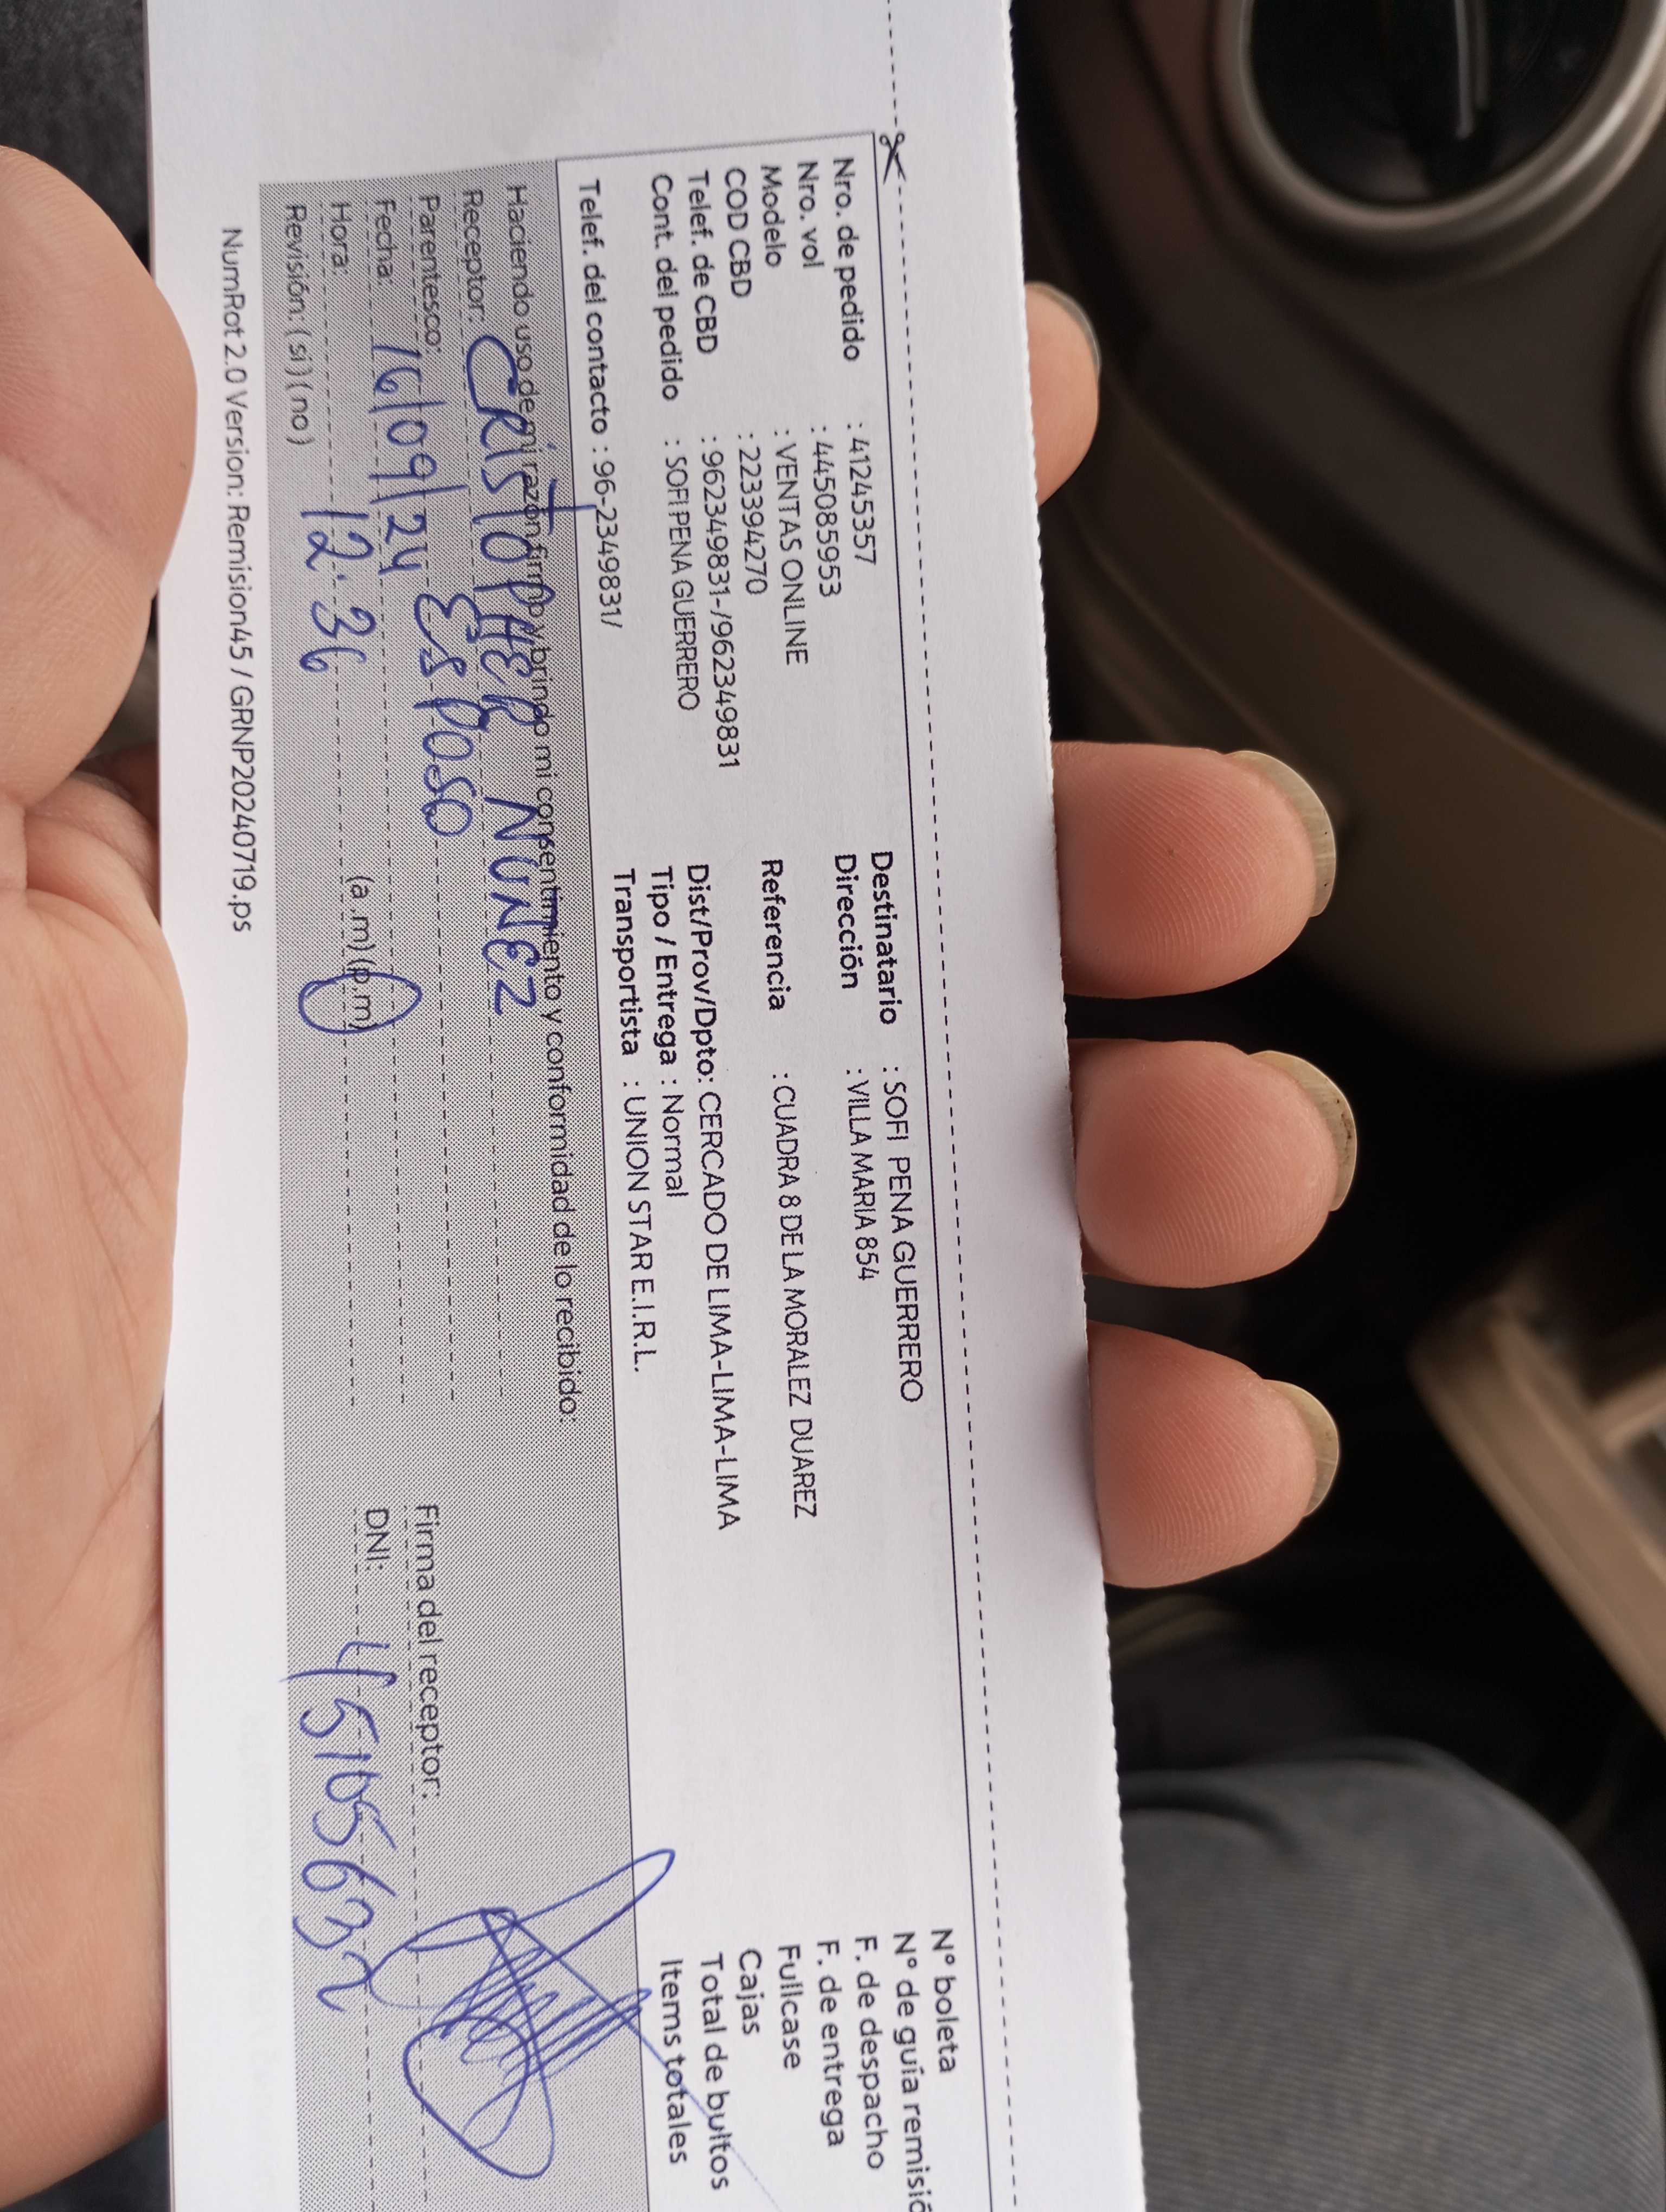 Nro. de pedido : 41245357
Nro. vol : 445085953
Modelo : VENTAS ONLINE
COD CBD : 223394270
Telef. de CBD : 962349831-/962349831
Cont. del pedido : SOFI PENA GUERRERO
Telef. del contacto : 96-2349831/
Destinatario : SOFI PENA GUERRERO
Dirección : VILLA MARIA 854
Referencia : CUADRA 8 DE LA MORALEZ DUAREZ
Dist/Prov/Dpto: CERCADO DE LIMA-LIMA-LIMA
Tipo / Entrega : Normal
Transportista : UNION STAR E.I.R.L.
N° boleta
N° de guía remisió
F. de despacho
F. de entrega
Fullcase
Cajas
Total de bultos
Items totales
Haciendo uso de mi razón firmo y brindo mi consentimiento y conformidad de lo recibido:
Receptor: CRISTOPHER NUNEZ
Parentesco: ESPOSO
Fecha: 16/09/24
Hora: 12:36 (a.m) (p.m)
Revisión: ( si ) ( no )
Firma del receptor:
DNI: 45105632
NumRot 2.0 Version: Remision45 / GRNP20240719.ps